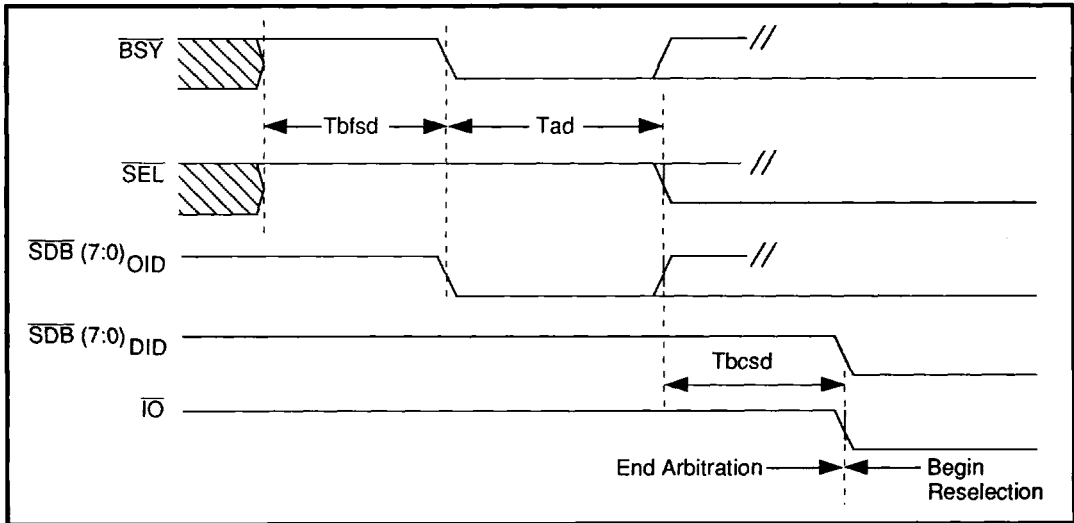 BSY
Tbfsd
Tad
SEL
SDB (7:0) OID
SDB (7:0) DID
Tbcsd
IO
End Arbitration
Begin
Reselection